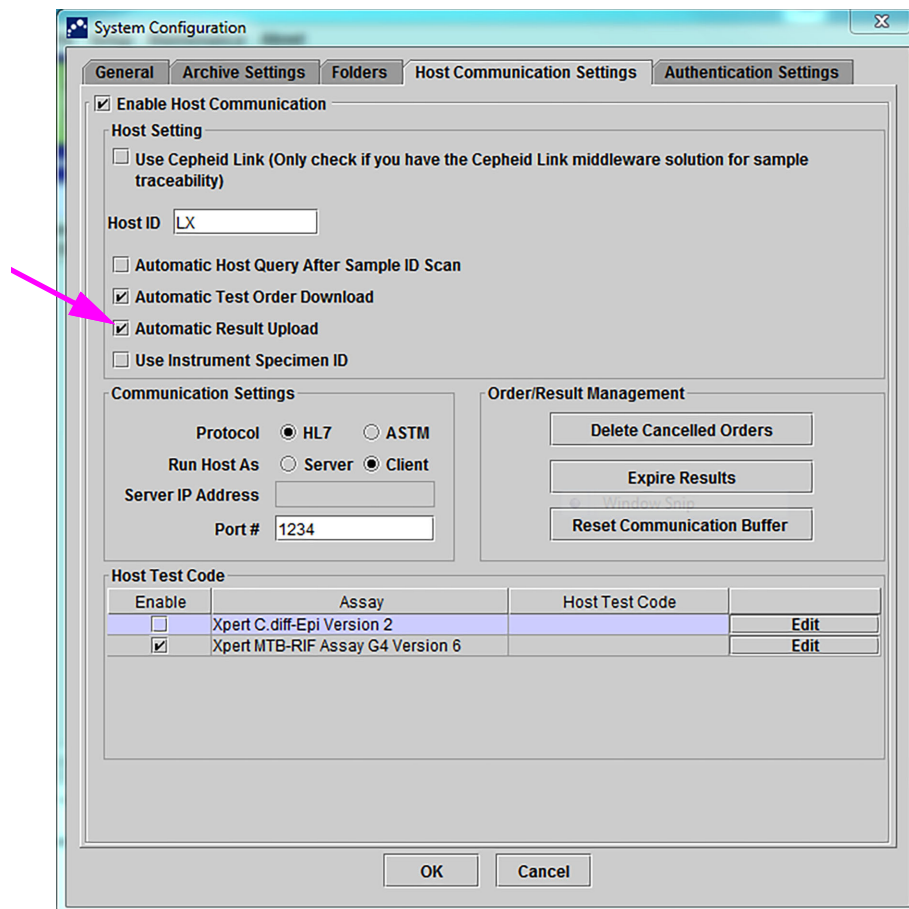 System Configuration
General Archive Settings Folders Host Communication Settings Authentication Settings
Enable Host Communication
Host Setting
Use Cepheid Link (Only check if you have the Cepheid Link middleware solution for sample
traceability)
Host ID LX
Automatic Host Query After Sample ID Scan
Automatic Test Order Download
Automatic Result Upload
Use Instrument Specimen ID
Communication Settings
Protocol HL7 ASTM
Run Host As Server Client
Server IP Address
Port # 1234
Order/Result Management
Delete Cancelled Orders
Expire Results
Window Snip
Reset Communication Buffer
Host Test Code
Enable Assay Host Test Code
Xpert C.diff-Epi Version 2 Edit
Xpert MTB-RIF Assay G4 Version 6 Edit
OK Cancel